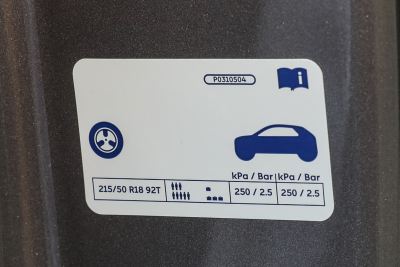 P0310504
i
kPa / Bar kPa / Bar
215/50 R18 92T 250 / 2.5 250 / 2.5